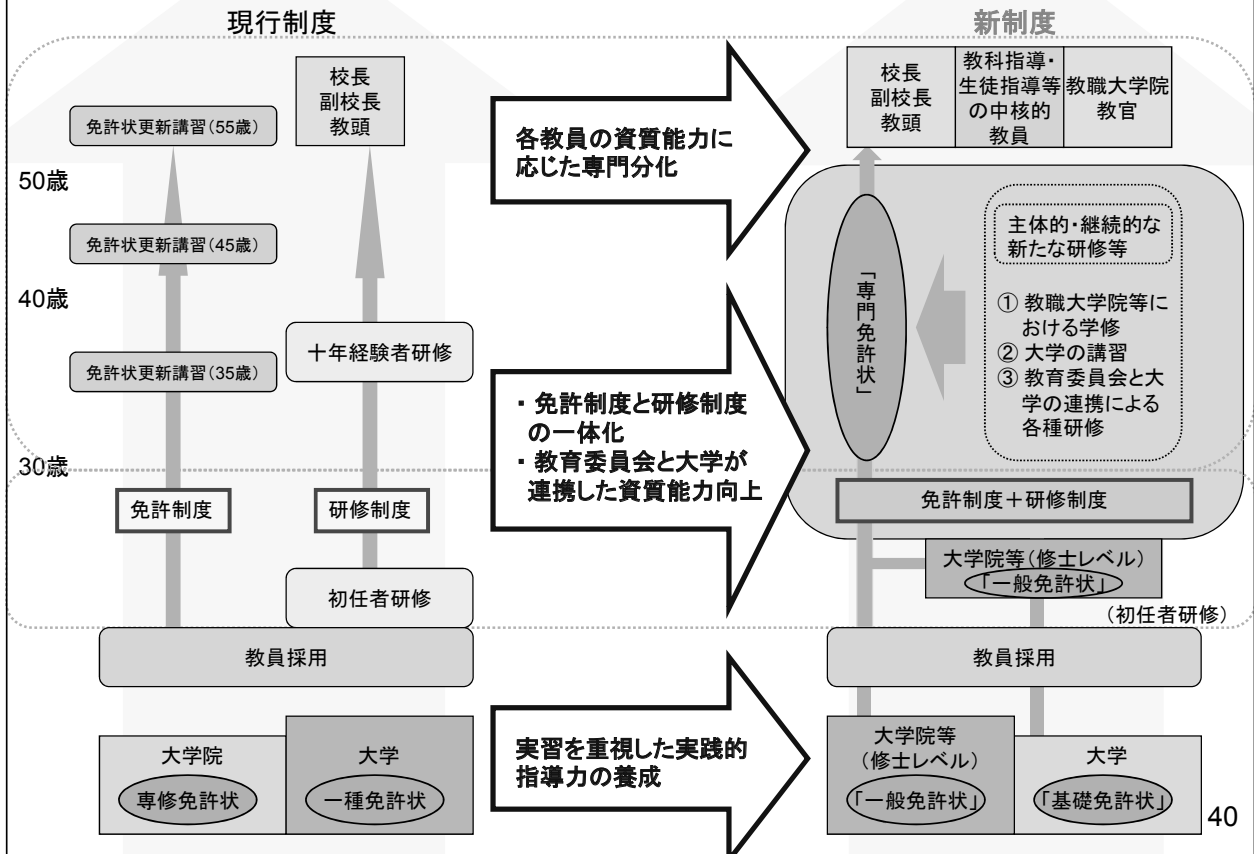 現行制度
新制度
校長
副校長
教頭
免許状更新講習(55歳)
50歳
免許状更新講習(45歳)
40歳
免許状更新講習(35歳)
十年経験者研修
30歳
免許制度
研修制度
初任者研修
教員採用
大学院
専修免許状
大学
一種免許状
各教員の資質能力に
応じた専門分化
・ 免許制度と研修制度
の一体化
・ 教育委員会と大学が
連携した資質能力向上
実習を重視した実践的
指導力の養成
校長
副校長
教頭
教科指導・
生徒指導等
の中核的
教員
教職大学院
教官
「専門免許状」
主体的・継続的な
新たな研修等
① 教職大学院等に
おける学修
② 大学の講習
③ 教育委員会と大
学の連携による
各種研修
免許制度＋研修制度
大学院等(修士レベル)
「一般免許状」
(初任者研修)
教員採用
大学院等
(修士レベル)
「一般免許状」
大学
「基礎免許状」
40